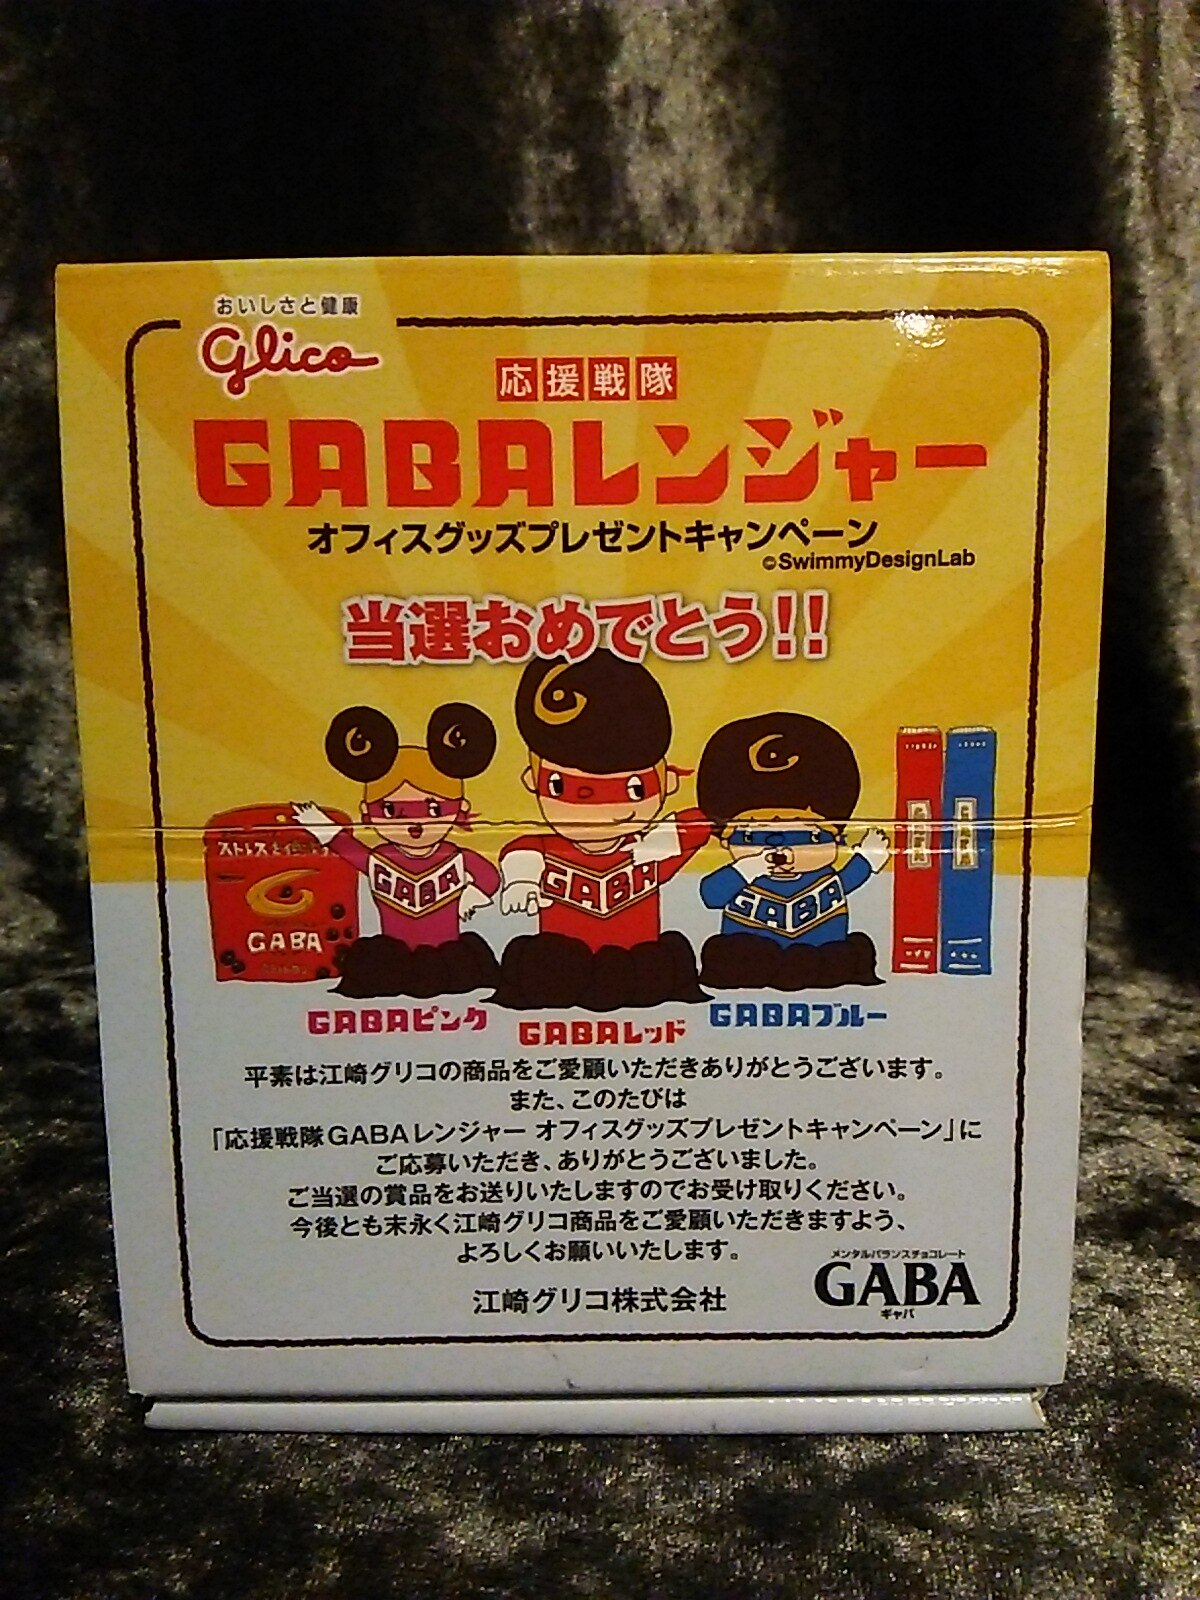 おいしさと健康
glico
応援戦隊
GABAレンジャー
オフィスグッズプレゼントキャンペーン
©SwimmyDesignLab
当選おめでとう!!
GABA
GABA
GABA
GABA
GABAピンク
GABAレッド
GABAブルー
平素は江崎グリコの商品をご愛顧いただきありがとうございます。
また、このたびは
「応援戦隊GABAレンジャー オフィスグッズプレゼントキャンペーン」に
ご応募いただき、ありがとうございました。
ご当選の賞品をお送りいたしますのでお受け取りください。
今後とも末永く江崎グリコ商品をご愛顧いただきますよう、
よろしくお願いいたします。
江崎グリコ株式会社
メンタルバランスチョコレート
GABA
ギャバ